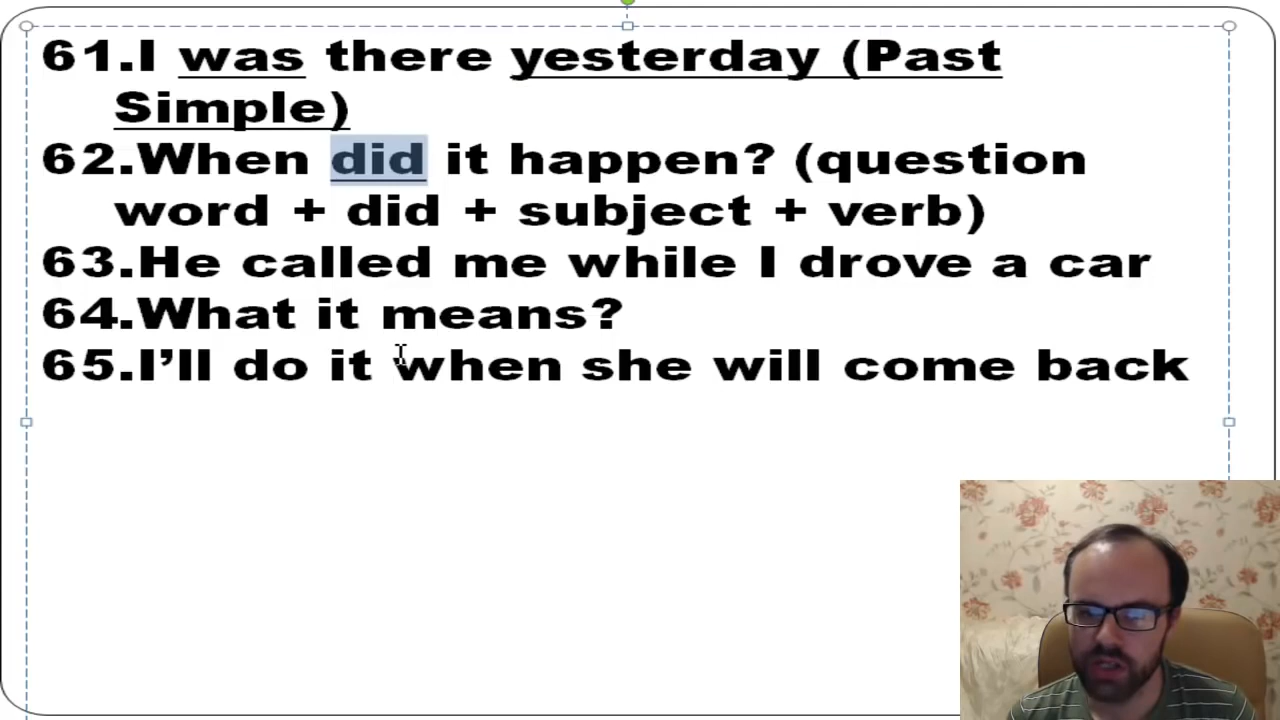 61.I was there yesterday (Past
Simple)
62.When did it happen? (question
word + did + subject + verb)
63.He called me while I drove a car
64.What it means?
65.I’ll do it when she will come back